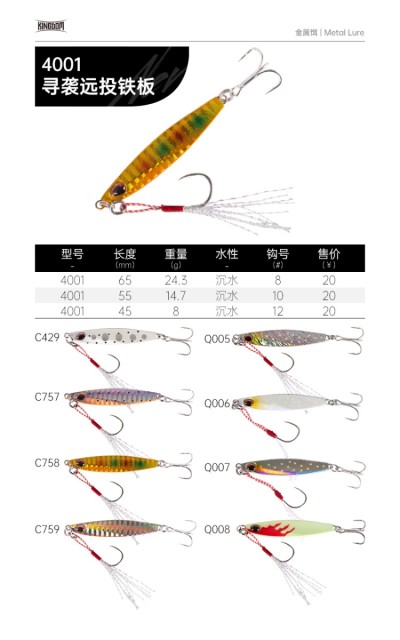 KINGDOM
金属饵 | Metal Lure
4001
寻袭远投铁板
型号 长度 重量 水性 钩号 售价
- (mm) (g) - (#) (¥)
4001 65 24.3 沉水 8 20
4001 55 14.7 沉水 10 20
4001 45 8 沉水 12 20
C429 Q005
C757 Q006
C758 Q007
C759 Q008